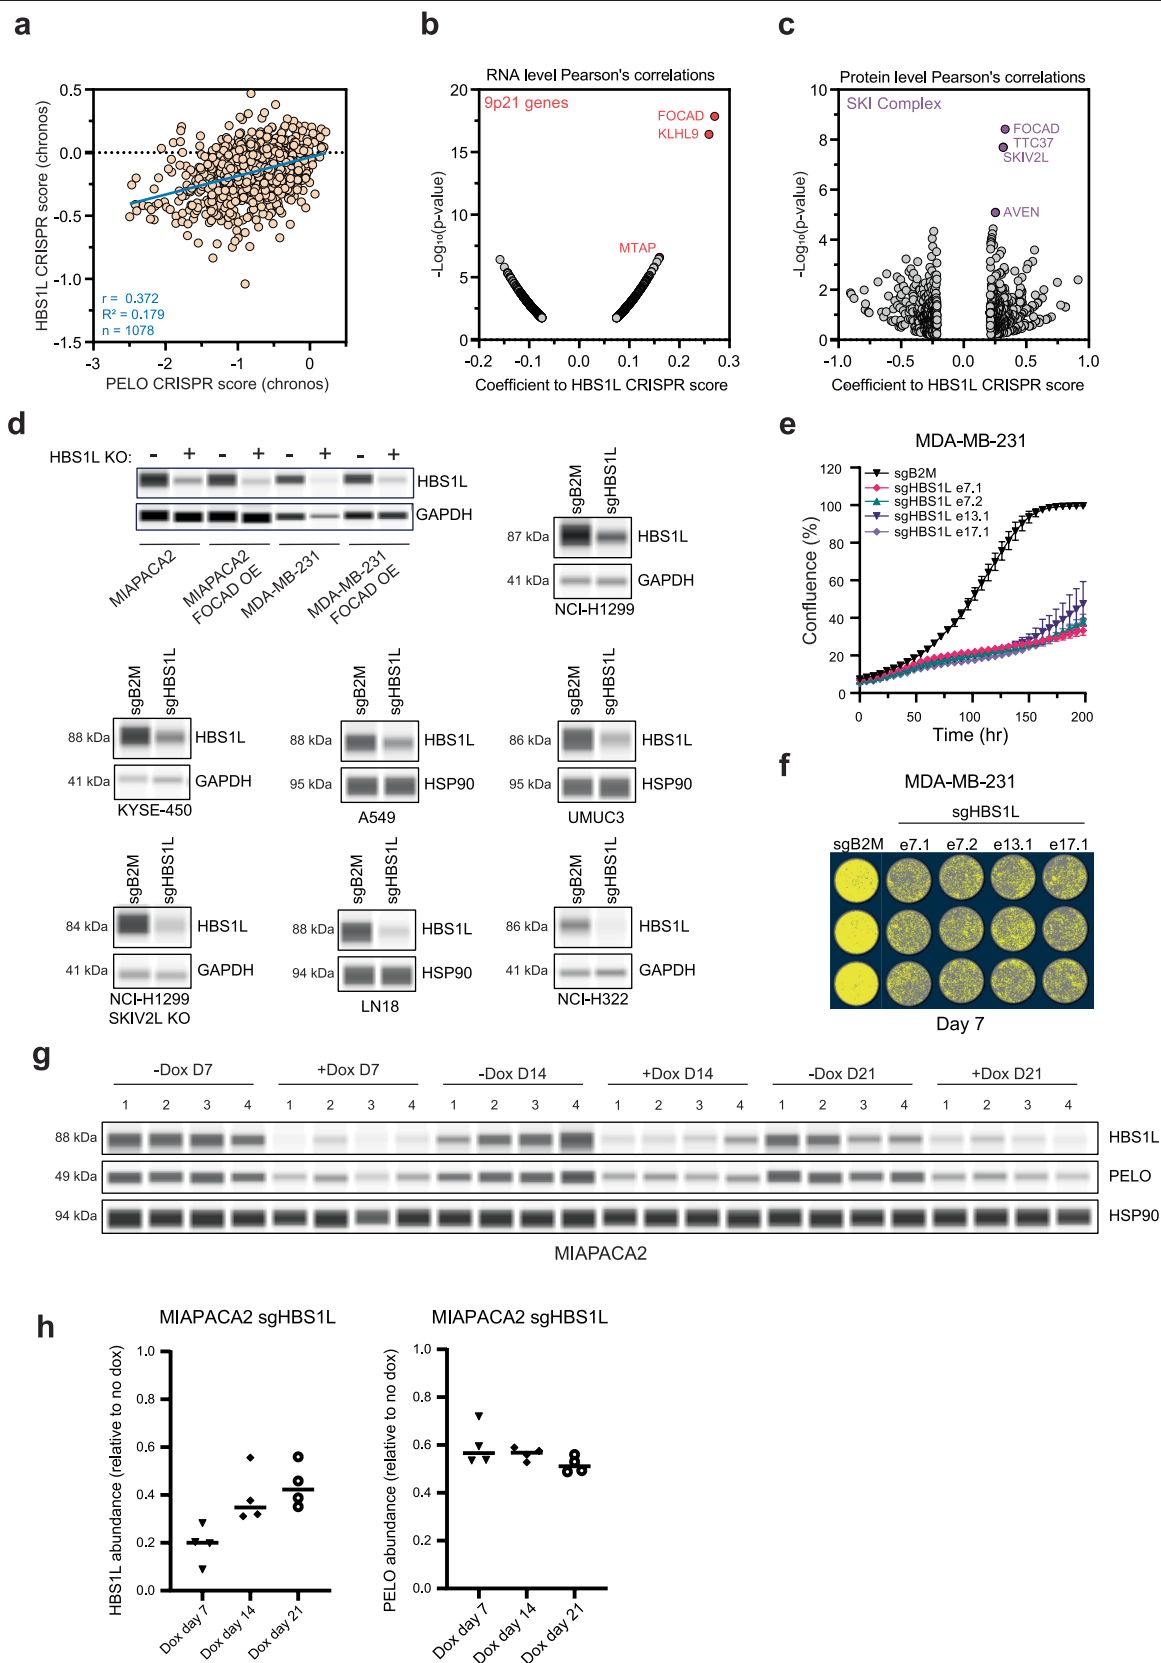 a
HBS1L CRISPR score (chronos)
0.5
0.0
-0.5
-1.0
-1.5
r = 0.372
R² = 0.179
n = 1078
-3
-2
-1
0
PELO CRISPR score (chronos)
b
RNA level Pearson's correlations
9p21 genes
FOCAD
KLHL9
MTAP
-Log₁₀(p-value)
20
15
10
5
0
-0.2
-0.1
0.0
0.1
0.2
0.3
Coefficient to HBS1L CRISPR score
c
Protein level Pearson's correlations
SKI Complex
FOCAD
TTC37
SKIV2L
AVEN
-Log₁₀(p-value)
10
8
6
4
2
0
-1.0
-0.5
0.0
0.5
1.0
Coefficient to HBS1L CRISPR score
d
HBS1L KO: - + - + - + - +
HBS1L
GAPDH
MIAPACA2
MIAPACA2 FOCAD OE
MDA-MB-231
MDA-MB-231 FOCAD OE
sgB2M
sgHBS1L
87 kDa
HBS1L
41 kDa
GAPDH
NCI-H1299
sgB2M
sgHBS1L
88 kDa
HBS1L
41 kDa
GAPDH
KYSE-450
sgB2M
sgHBS1L
88 kDa
HBS1L
95 kDa
HSP90
A549
sgB2M
sgHBS1L
86 kDa
HBS1L
95 kDa
HSP90
UMUC3
sgB2M
sgHBS1L
84 kDa
HBS1L
41 kDa
GAPDH
NCI-H1299
SKIV2L KO
sgB2M
sgHBS1L
88 kDa
HBS1L
94 kDa
HSP90
LN18
sgB2M
sgHBS1L
86 kDa
HBS1L
41 kDa
GAPDH
NCI-H322
e
MDA-MB-231
sgB2M
sgHBS1L e7.1
sgHBS1L e7.2
sgHBS1L e13.1
sgHBS1L e17.1
Confluence (%)
120
100
80
60
40
20
0
0
50
100
150
200
Time (hr)
f
MDA-MB-231
sgHBS1L
sgB2M e7.1 e7.2 e13.1 e17.1
Day 7
g
-Dox D7 +Dox D7 -Dox D14 +Dox D14 -Dox D21 +Dox D21
1 2 3 4 1 2 3 4 1 2 3 4 1 2 3 4 1 2 3 4 1 2 3 4
88 kDa
HBS1L
49 kDa
PELO
94 kDa
HSP90
MIAPACA2
h
MIAPACA2 sgHBS1L
HBS1L abundance (relative to no dox)
1.0
0.8
0.6
0.4
0.2
0.0
Dox day 7
Dox day 14
Dox day 21
MIAPACA2 sgHBS1L
PELO abundance (relative to no dox)
1.0
0.8
0.6
0.4
0.2
0.0
Dox day 7
Dox day 14
Dox day 21